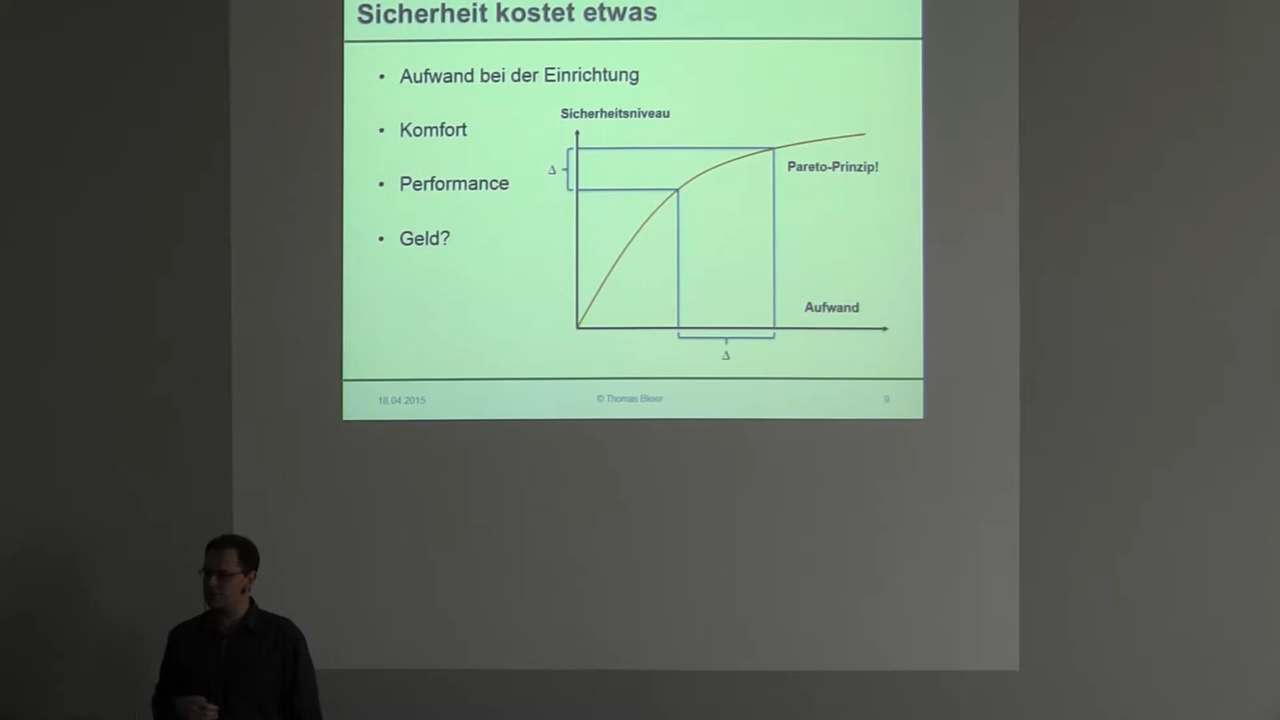 Sicherheit kostet etwas
• Aufwand bei der Einrichtung
• Komfort
• Performance
• Geld?
Sicherheitsniveau
Δ
Pareto-Prinzip!
Aufwand
Δ
18.04.2015
© Thomas
9